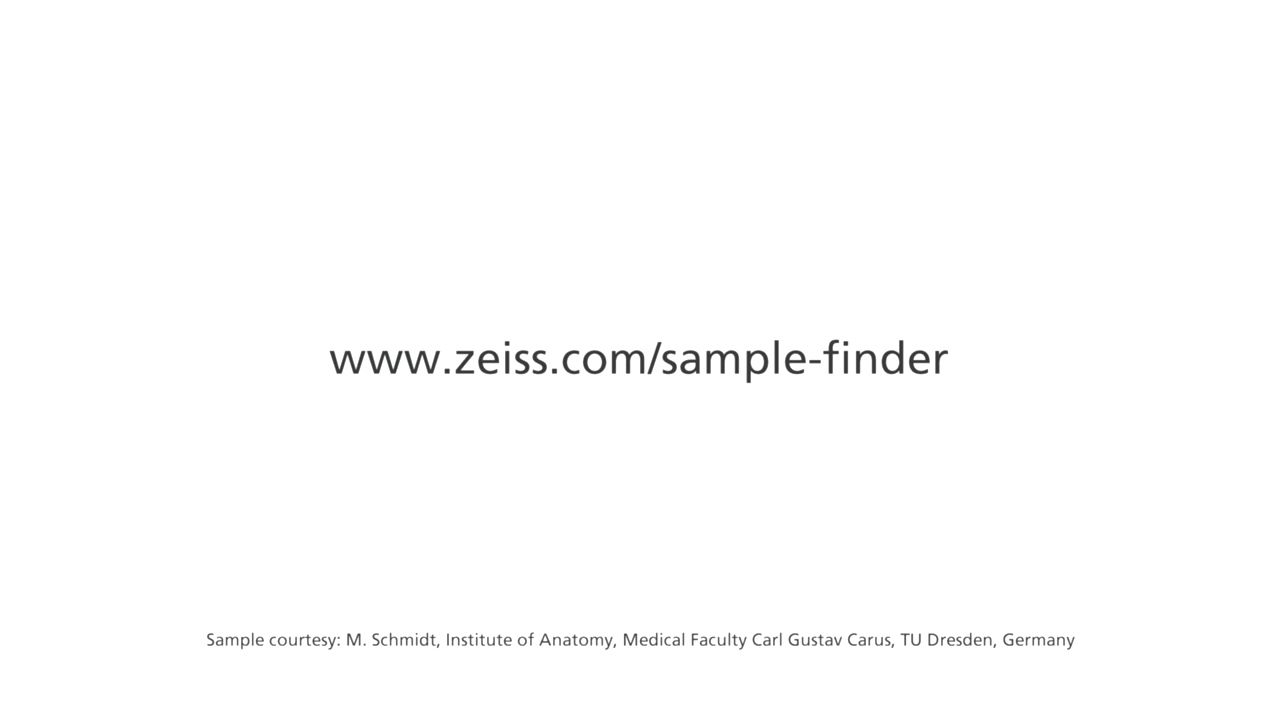 www.zeiss.com/sample-finder
Sample courtesy: M. Schmidt, Institute of Anatomy, Medical Faculty Carl Gustav Carus, TU Dresden, Germany